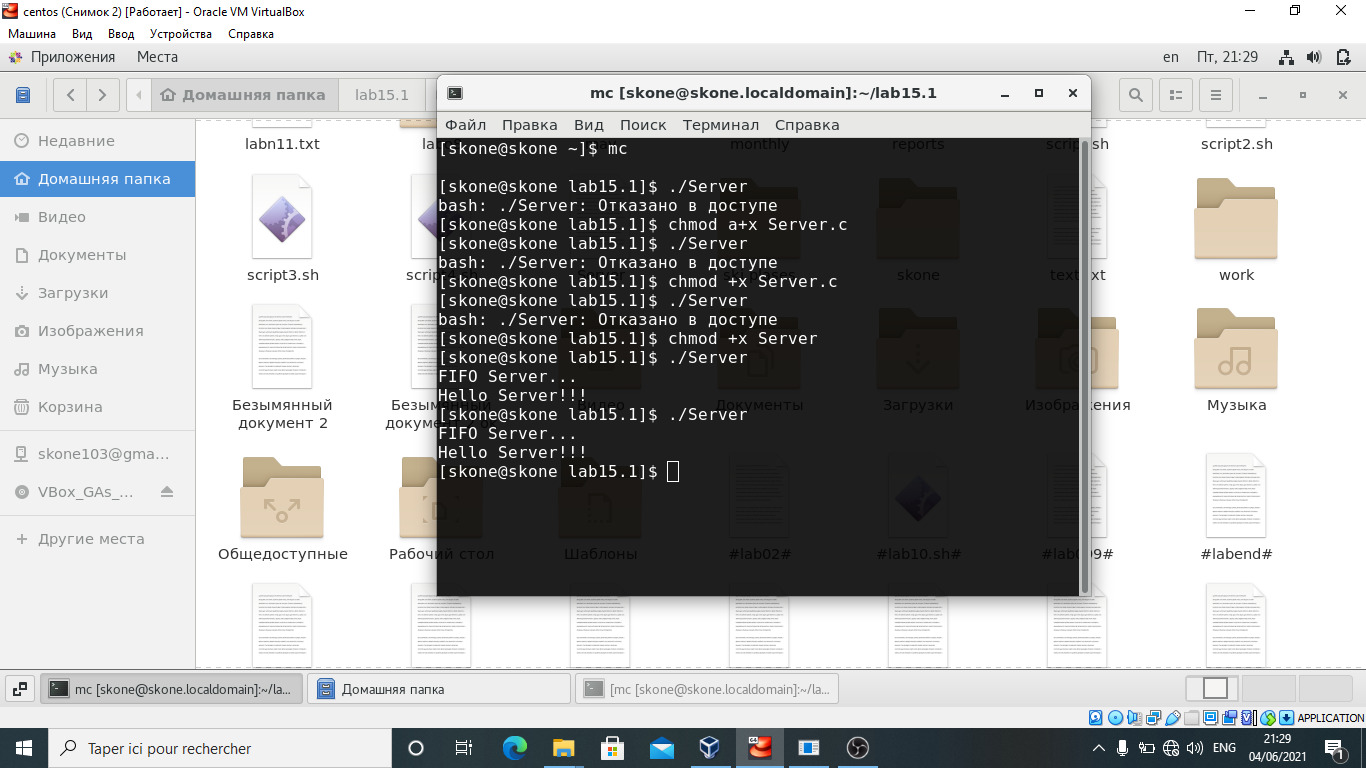 centos (Снимок 2) [Работает] - Oracle VM VirtualBox
Машина Вид Ввод Устройства Справка
Приложения Места en Пт, 21:29
Домашняя папка lab15.1
mc [skone@skone.localdomain]:~/lab15.1
Файл Правка Вид Поиск Терминал Справка
Недавние
Домашняя папка
Видео
Документы
Загрузки
Изображения
Музыка
Корзина
skone103@gma...
VBox_GAs_...
Другие места
labn11.txt monthly reports script2.sh
script3.sh skone work
Безымянный
документ 2
Видео Документы Загрузки Изображения Музыка
Общедоступные Рабочий стол Шаблоны #lab02# #lab10.sh# #labend#
[skone@skone ~]$ mc
[skone@skone lab15.1]$ ./Server
bash: ./Server: Отказано в доступе
[skone@skone lab15.1]$ chmod a+x Server.c
[skone@skone lab15.1]$ ./Server
bash: ./Server: Отказано в доступе
[skone@skone lab15.1]$ chmod +x Server.c
[skone@skone lab15.1]$ ./Server
bash: ./Server: Отказано в доступе
[skone@skone lab15.1]$ chmod +x Server
[skone@skone lab15.1]$ ./Server
FIFO Server...
Hello Server!!!
[skone@skone lab15.1]$ ./Server
FIFO Server...
Hello Server!!!
[skone@skone lab15.1]$
mc [skone@skone.localdomain]:~/la... Домашняя папка [mc [skone@skone.localdomain]:~/la...
APPLICATION
Taper ici pour rechercher
ENG
21:29
04/06/2021
1